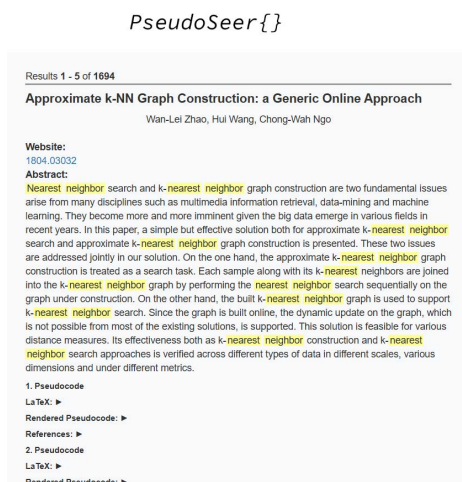 PseudoSeer{}
Results 1 - 5 of 1694
Approximate k-NN Graph Construction: a Generic Online Approach
Wan-Lei Zhao, Hui Wang, Chong-Wah Ngo
Website:
1804.03032
Abstract:
Nearest neighbor search and k-nearest neighbor graph construction are two fundamental issues
arise from many disciplines such as multimedia information retrieval, data-mining and machine
learning. They become more and more imminent given the big data emerge in various fields in
recent years. In this paper, a simple but effective solution both for approximate k-nearest neighbor
search and approximate k-nearest neighbor graph construction is presented. These two issues
are addressed jointly in our solution. On the one hand, the approximate k-nearest neighbor graph
construction is treated as a search task. Each sample along with its k-nearest neighbors are joined
into the k-nearest neighbor graph by performing the nearest neighbor search sequentially on the
graph under construction. On the other hand, the built k-nearest neighbor graph is used to support
k-nearest neighbor search. Since the graph is built online, the dynamic update on the graph, which
is not possible from most of the existing solutions, is supported. This solution is feasible for various
distance measures. Its effectiveness both as k-nearest neighbor construction and k-nearest
neighbor search approaches is verified across different types of data in different scales, various
dimensions and under different metrics.
1. Pseudocode
LaTeX: ►
Rendered Pseudocode: ►
References: ►
2. Pseudocode
LaTeX: ►
Rendered Pseudocode: ►